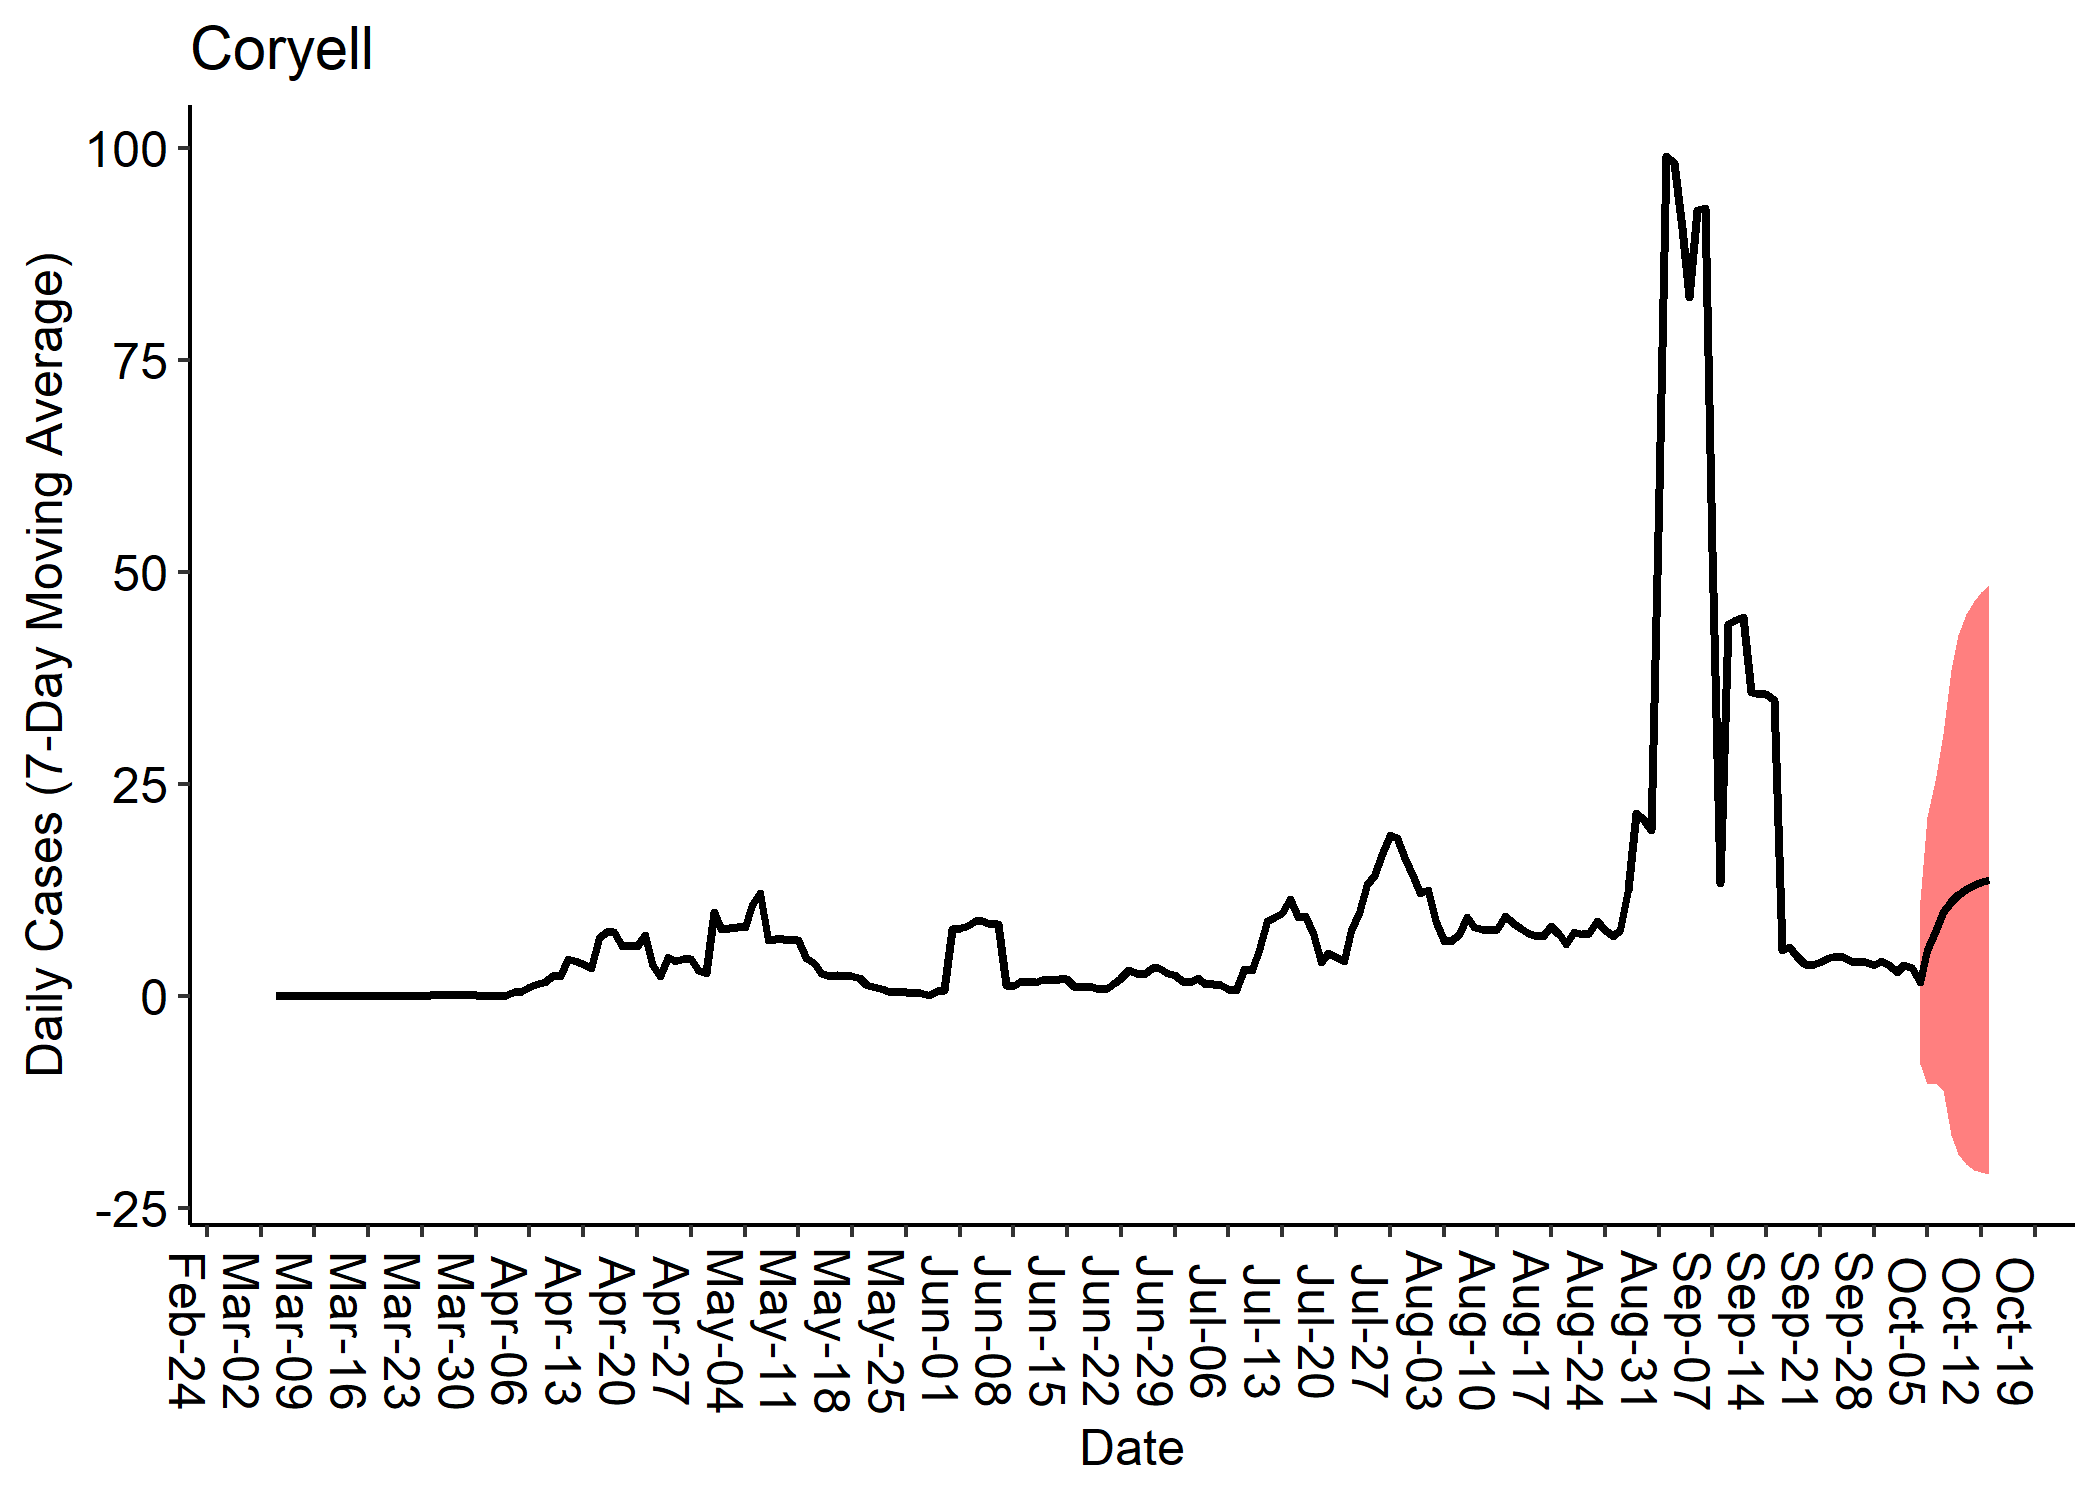 Coryell
Daily Cases (7-Day Moving Average)
100
75
50
25
0
-25
Feb-24
Mar-02
Mar-09
Mar-16
Mar-23
Mar-30
Apr-06
Apr-13
Apr-20
Apr-27
May-04
May-11
May-18
May-25
Jun-01
Jun-08
Jun-15
Jun-22
Jun-29
Jul-06
Jul-13
Jul-20
Jul-27
Aug-03
Aug-10
Aug-17
Aug-24
Aug-31
Sep-07
Sep-14
Sep-21
Sep-28
Oct-05
Oct-12
Oct-19
Date